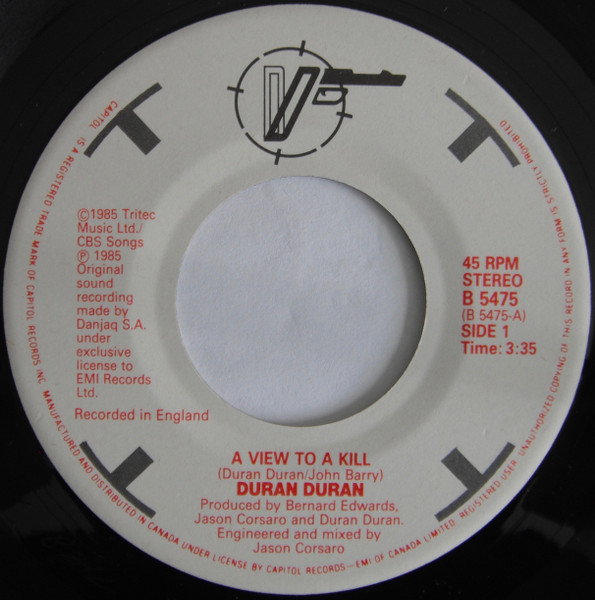 ©1985 Tritec
Music Ltd./
CBS Songs
℗ 1985
Original
sound
recording
made by
Danjaq S.A.
under
exclusive
license to
EMI Records
Ltd.
Recorded in England
45 RPM
STEREO
B 5475
(B 5475-A)
SIDE 1
Time: 3:35
A VIEW TO A KILL
(Duran Duran/John Barry)
DURAN DURAN
Produced by Bernard Edwards,
Jason Corsaro and Duran Duran.
Engineered and mixed by
Jason Corsaro
CAPITOL IS A REGISTERED TRADE MARK OF CAPITOL RECORDS INC. MANUFACTURED AND DISTRIBUTED IN CANADA UNDER LICENSE BY CAPITOL RECORDS—EMI OF CANADA LIMITED. REGISTERED USER. UNAUTHORIZED COPYING OF THIS RECORD IN ANY FORM IS STRICTLY PROHIBITED